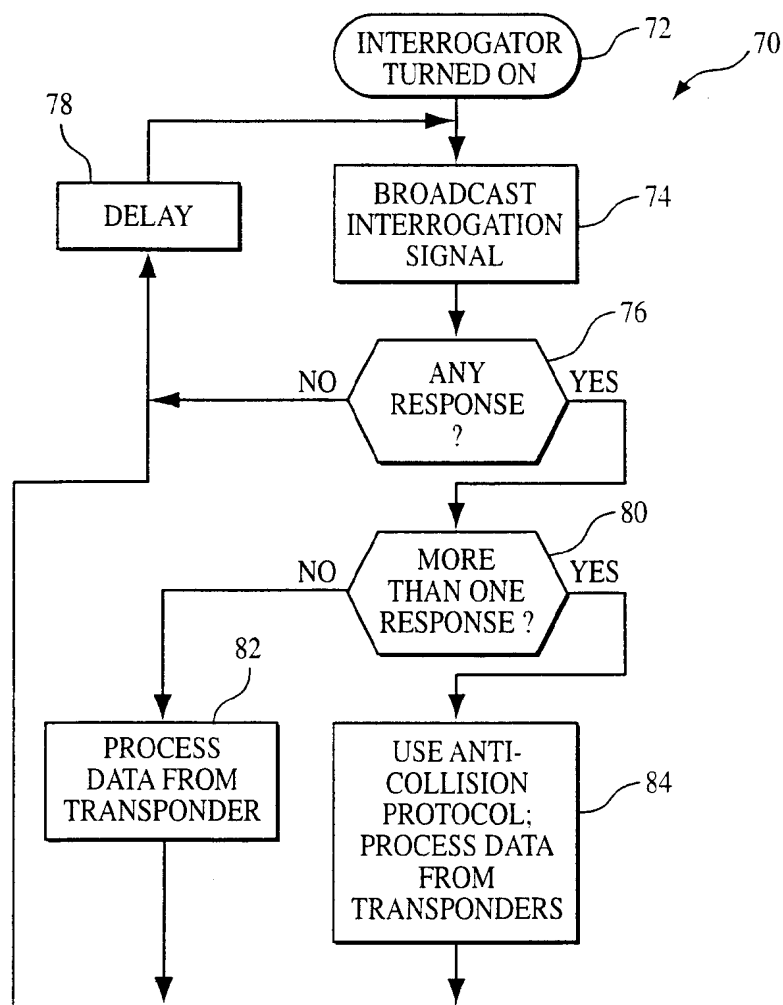 INTERROGATOR
TURNED ON
72
70
78
DELAY
BROADCAST
INTERROGATION
SIGNAL
74
76
NO
ANY
RESPONSE
?
YES
80
NO
MORE
THAN ONE
RESPONSE ?
YES
82
PROCESS
DATA FROM
TRANSPONDER
USE ANTI-
COLLISION
PROTOCOL;
PROCESS DATA
FROM
TRANSPONDERS
84